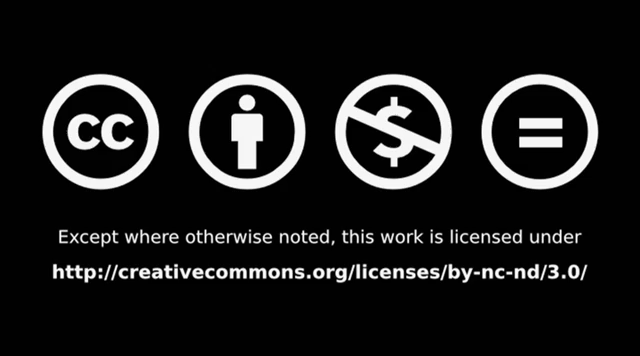 cc
$
=
Except where otherwise noted, this work is licensed under
http://creativecommons.org/licenses/by-nc-nd/3.0/